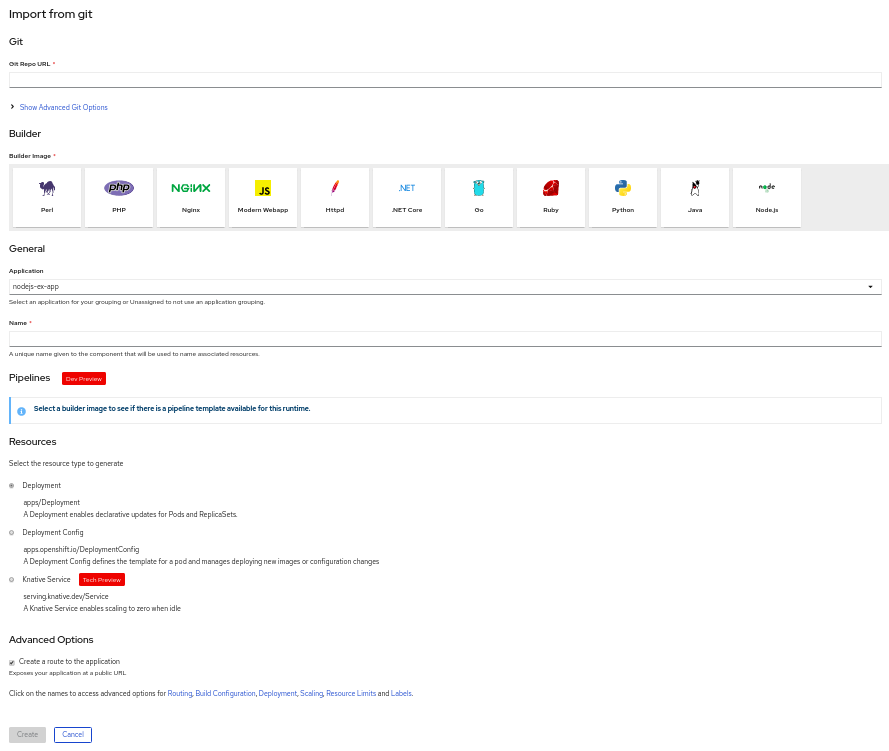 Import from git
Git
Git Repo URL *
Show Advanced Git Options
Builder
Builder Image *
php NGINX JS .NET node
Perl PHP Nginx Modern Webapp Httpd .NET Core Go Ruby Python Java Node.js
General
Application
nodejs-ex-app
Select an application for your grouping or Unassigned to not use an application grouping.
Name *
A unique name given to the component that will be used to name associated resources.
Pipelines Dev Preview
Select a builder image to see if there is a pipeline template available for this runtime.
Resources
Select the resource type to generate
Deployment
apps/Deployment
A Deployment enables declarative updates for Pods and ReplicaSets.
Deployment Config
apps.openshift.io/DeploymentConfig
A Deployment Config defines the template for a pod and manages deploying new images or configuration changes
Knative Service Tech Preview
serving.knative.dev/Service
A Knative Service enables scaling to zero when idle
Advanced Options
Create a route to the application
Exposes your application at a public URL
Click on the names to access advanced options for Routing, Build Configuration, Deployment, Scaling, Resource Limits and Labels.
Create Cancel